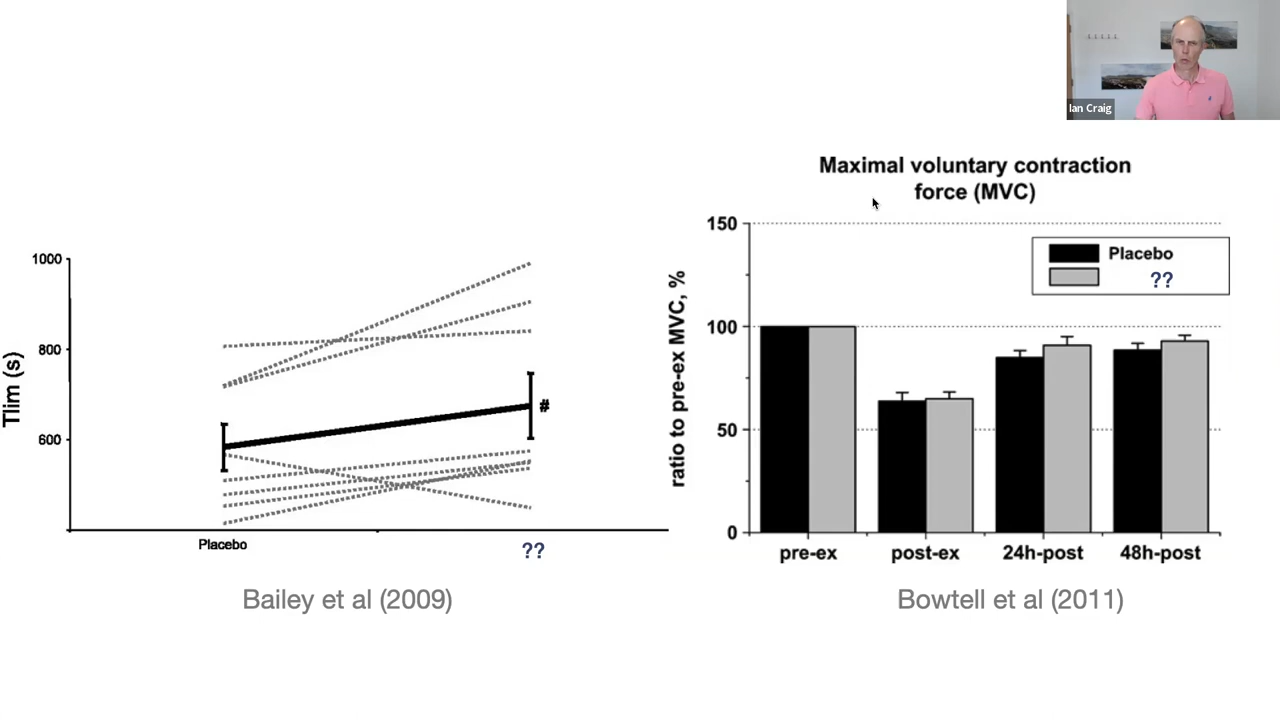 Ian Craig
Maximal voluntary contraction
force (MVC)
150
100
50
0
ratio to pre-ex MVC, %
Placebo
??
pre-ex
post-ex
24h-post
48h-post
Bowtell et al (2011)
1000
800
600
Tlim (s)
#
Placebo
??
Bailey et al (2009)